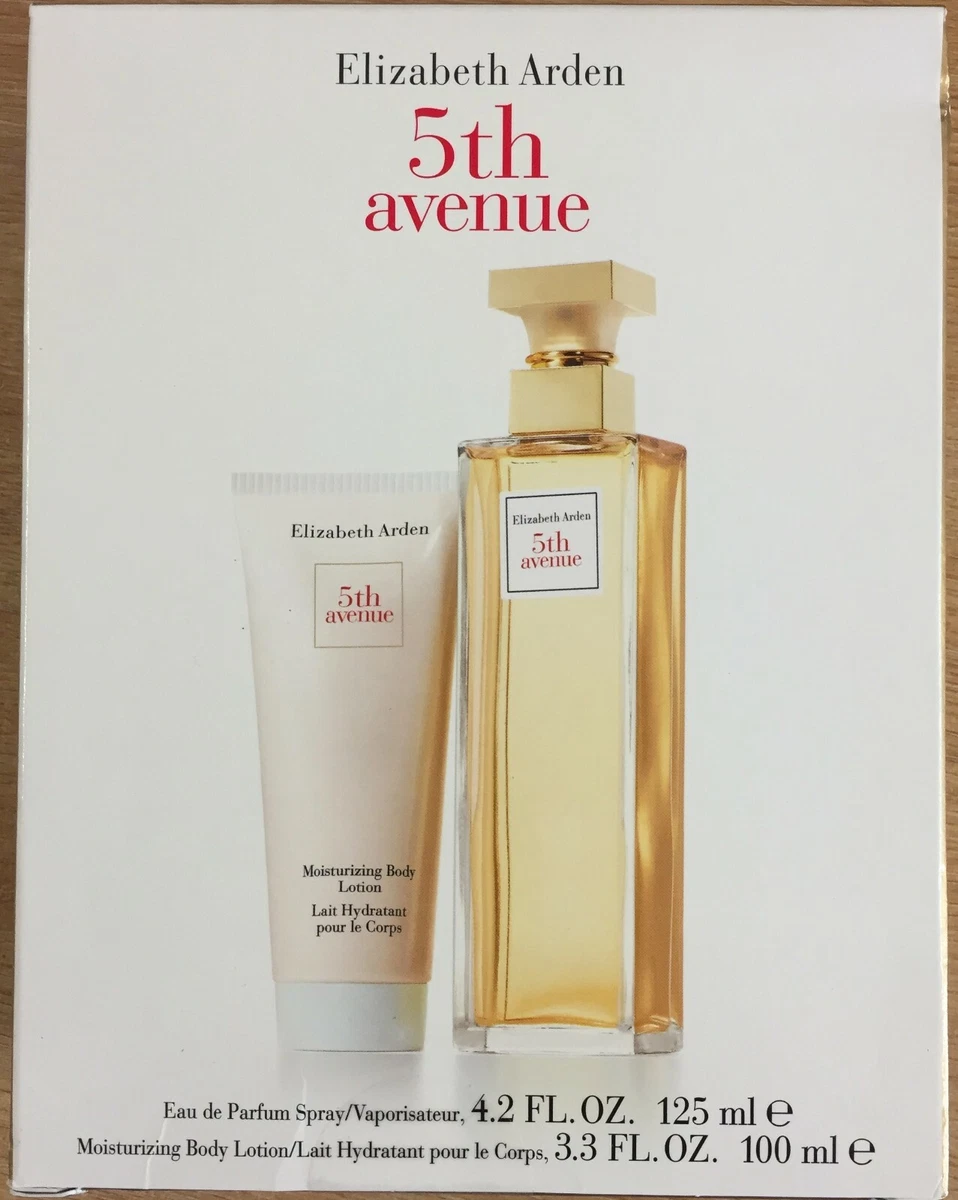 Elizabeth Arden
5th
avenue
Elizabeth Arden
5th
avenue
Elizabeth Arden
5th
avenue
Moisturizing Body
Lotion
Lait Hydratant
pour le Corps
Eau de Parfum Spray/Vaporisateur, 4.2 FL.OZ. 125 ml ℮
Moisturizing Body Lotion/Lait Hydratant pour le Corps, 3.3 FL.OZ. 100 ml ℮